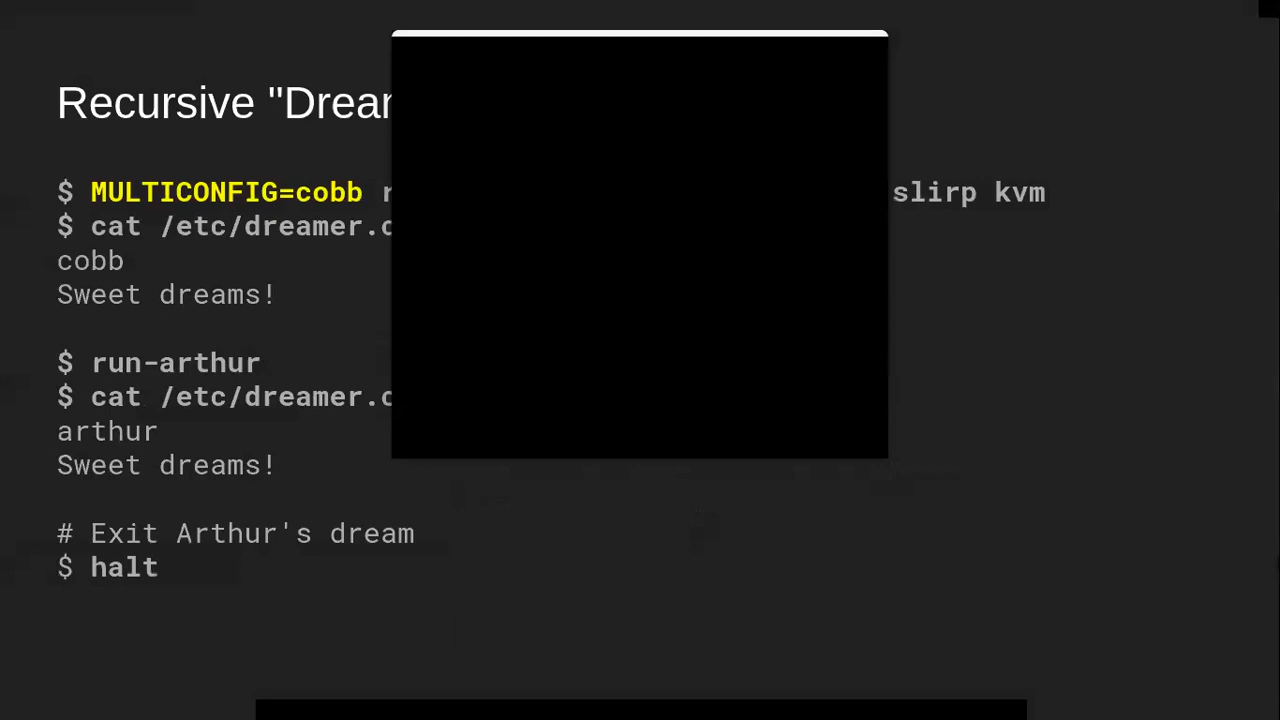 Recursive "Drea
$ MULTICONFIG=cobb slirp kvm
$ cat /etc/dreamer.c
cobb
Sweet dreams!
$ run-arthur
$ cat /etc/dreamer.c
arthur
Sweet dreams!
# Exit Arthur's dream
$ halt